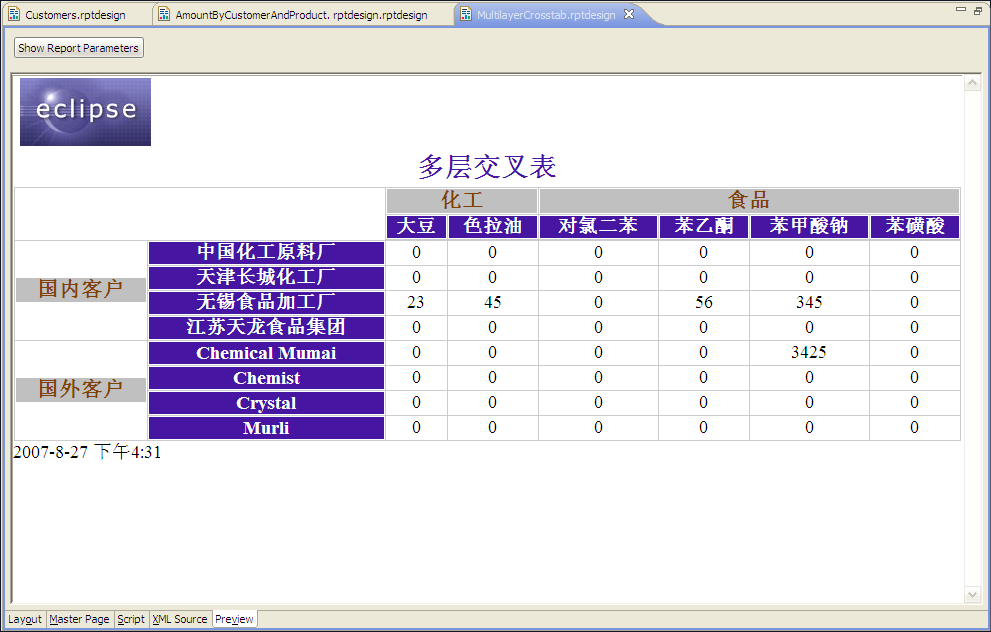 Customers.rptdesign AmountByCustomerAndProduct. rptdesign.rptdesign MultilayerCrosstab.rptdesign
Show Report Parameters
eclipse
多层交叉表
化工 食品
大豆 色拉油 对氯二苯 苯乙酮 苯甲酸钠 苯磺酸
中国化工原料厂 0 0 0 0 0 0
天津长城化工厂 0 0 0 0 0 0
国内客户
无锡食品加工厂 23 45 0 56 345 0
江苏天龙食品集团 0 0 0 0 0 0
Chemical Mumai 0 0 0 0 3425 0
Chemist 0 0 0 0 0 0
国外客户
Crystal 0 0 0 0 0 0
Murli 0 0 0 0 0 0
2007-8-27 下午4:31
Layout Master Page Script XML Source Preview